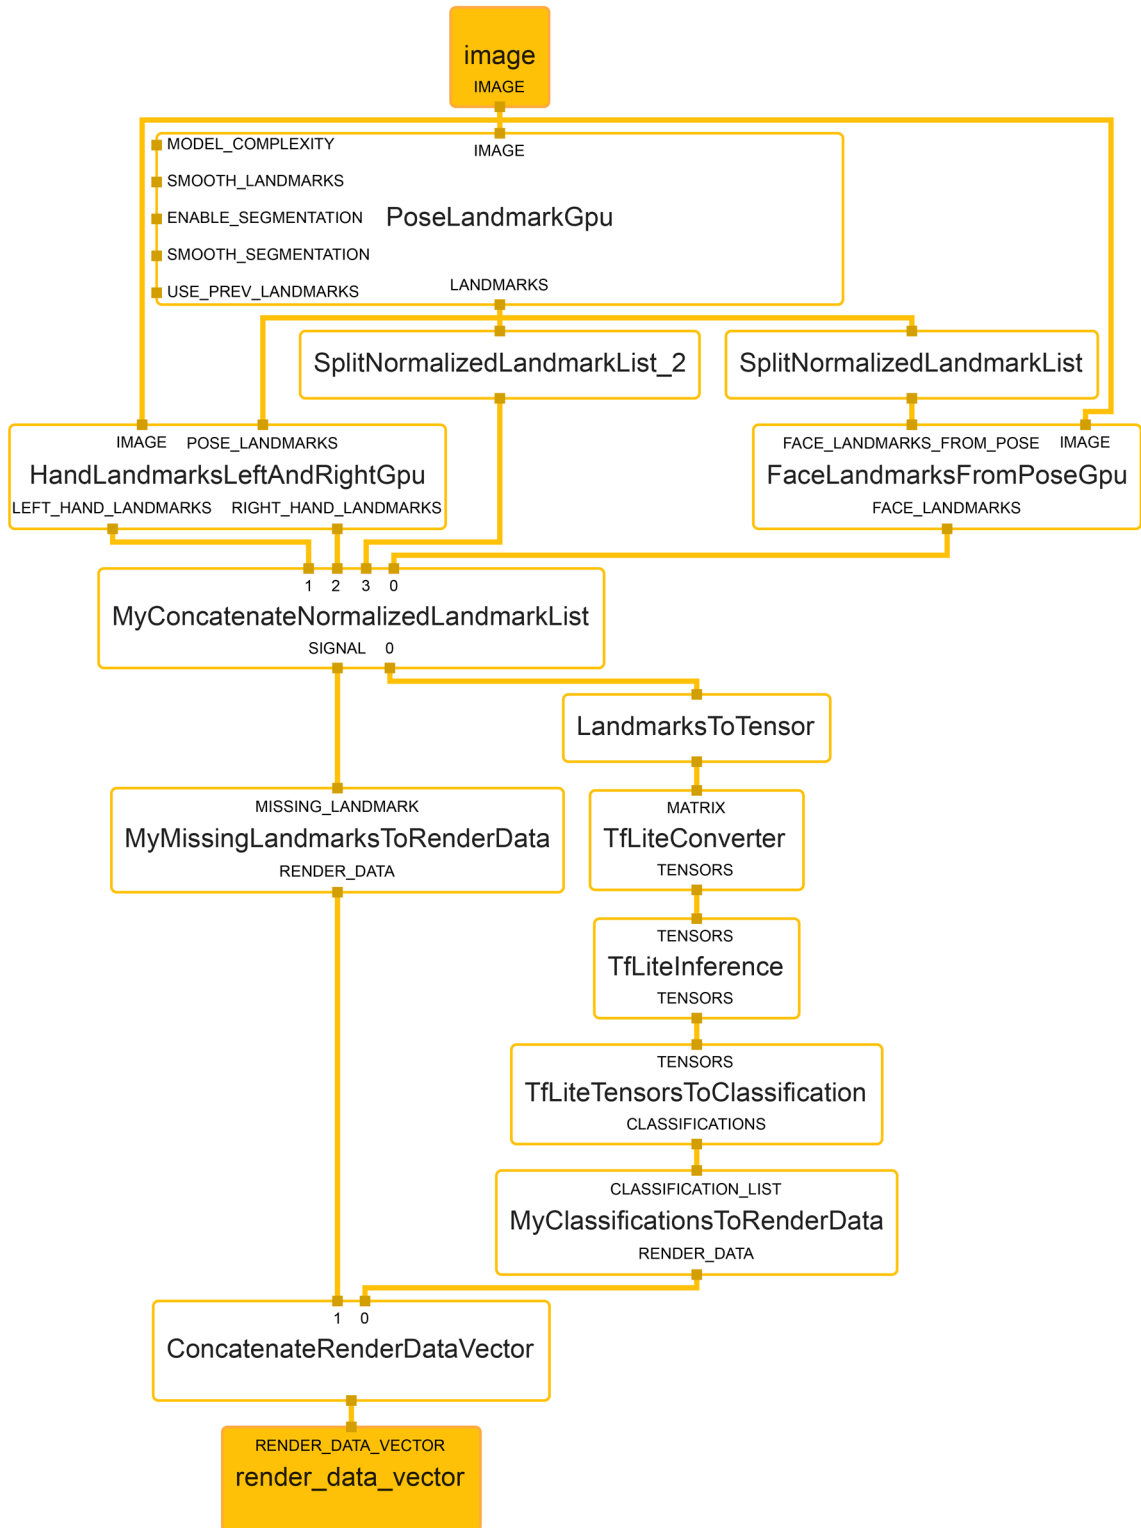 image
IMAGE
MODEL_COMPLEXITY
IMAGE
SMOOTH_LANDMARKS
ENABLE_SEGMENTATION
PoseLandmarkGpu
SMOOTH_SEGMENTATION
USE_PREV_LANDMARKS
LANDMARKS
SplitNormalizedLandmarkList_2
SplitNormalizedLandmarkList
IMAGE POSE_LANDMARKS
HandLandmarksLeftAndRightGpu
LEFT_HAND_LANDMARKS RIGHT_HAND_LANDMARKS
FACE_LANDMARKS_FROM_POSE IMAGE
FaceLandmarksFromPoseGpu
FACE_LANDMARKS
1 2 3 0
MyConcatenateNormalizedLandmarkList
SIGNAL 0
LandmarksToTensor
MISSING_LANDMARK
MyMissingLandmarksToRenderData
RENDER_DATA
MATRIX
TfLiteConverter
TENSORS
TENSORS
TfLiteInference
TENSORS
TENSORS
TfLiteTensorsToClassification
CLASSIFICATIONS
CLASSIFICATION_LIST
MyClassificationsToRenderData
RENDER_DATA
1 0
ConcatenateRenderDataVector
RENDER_DATA_VECTOR
render_data_vector